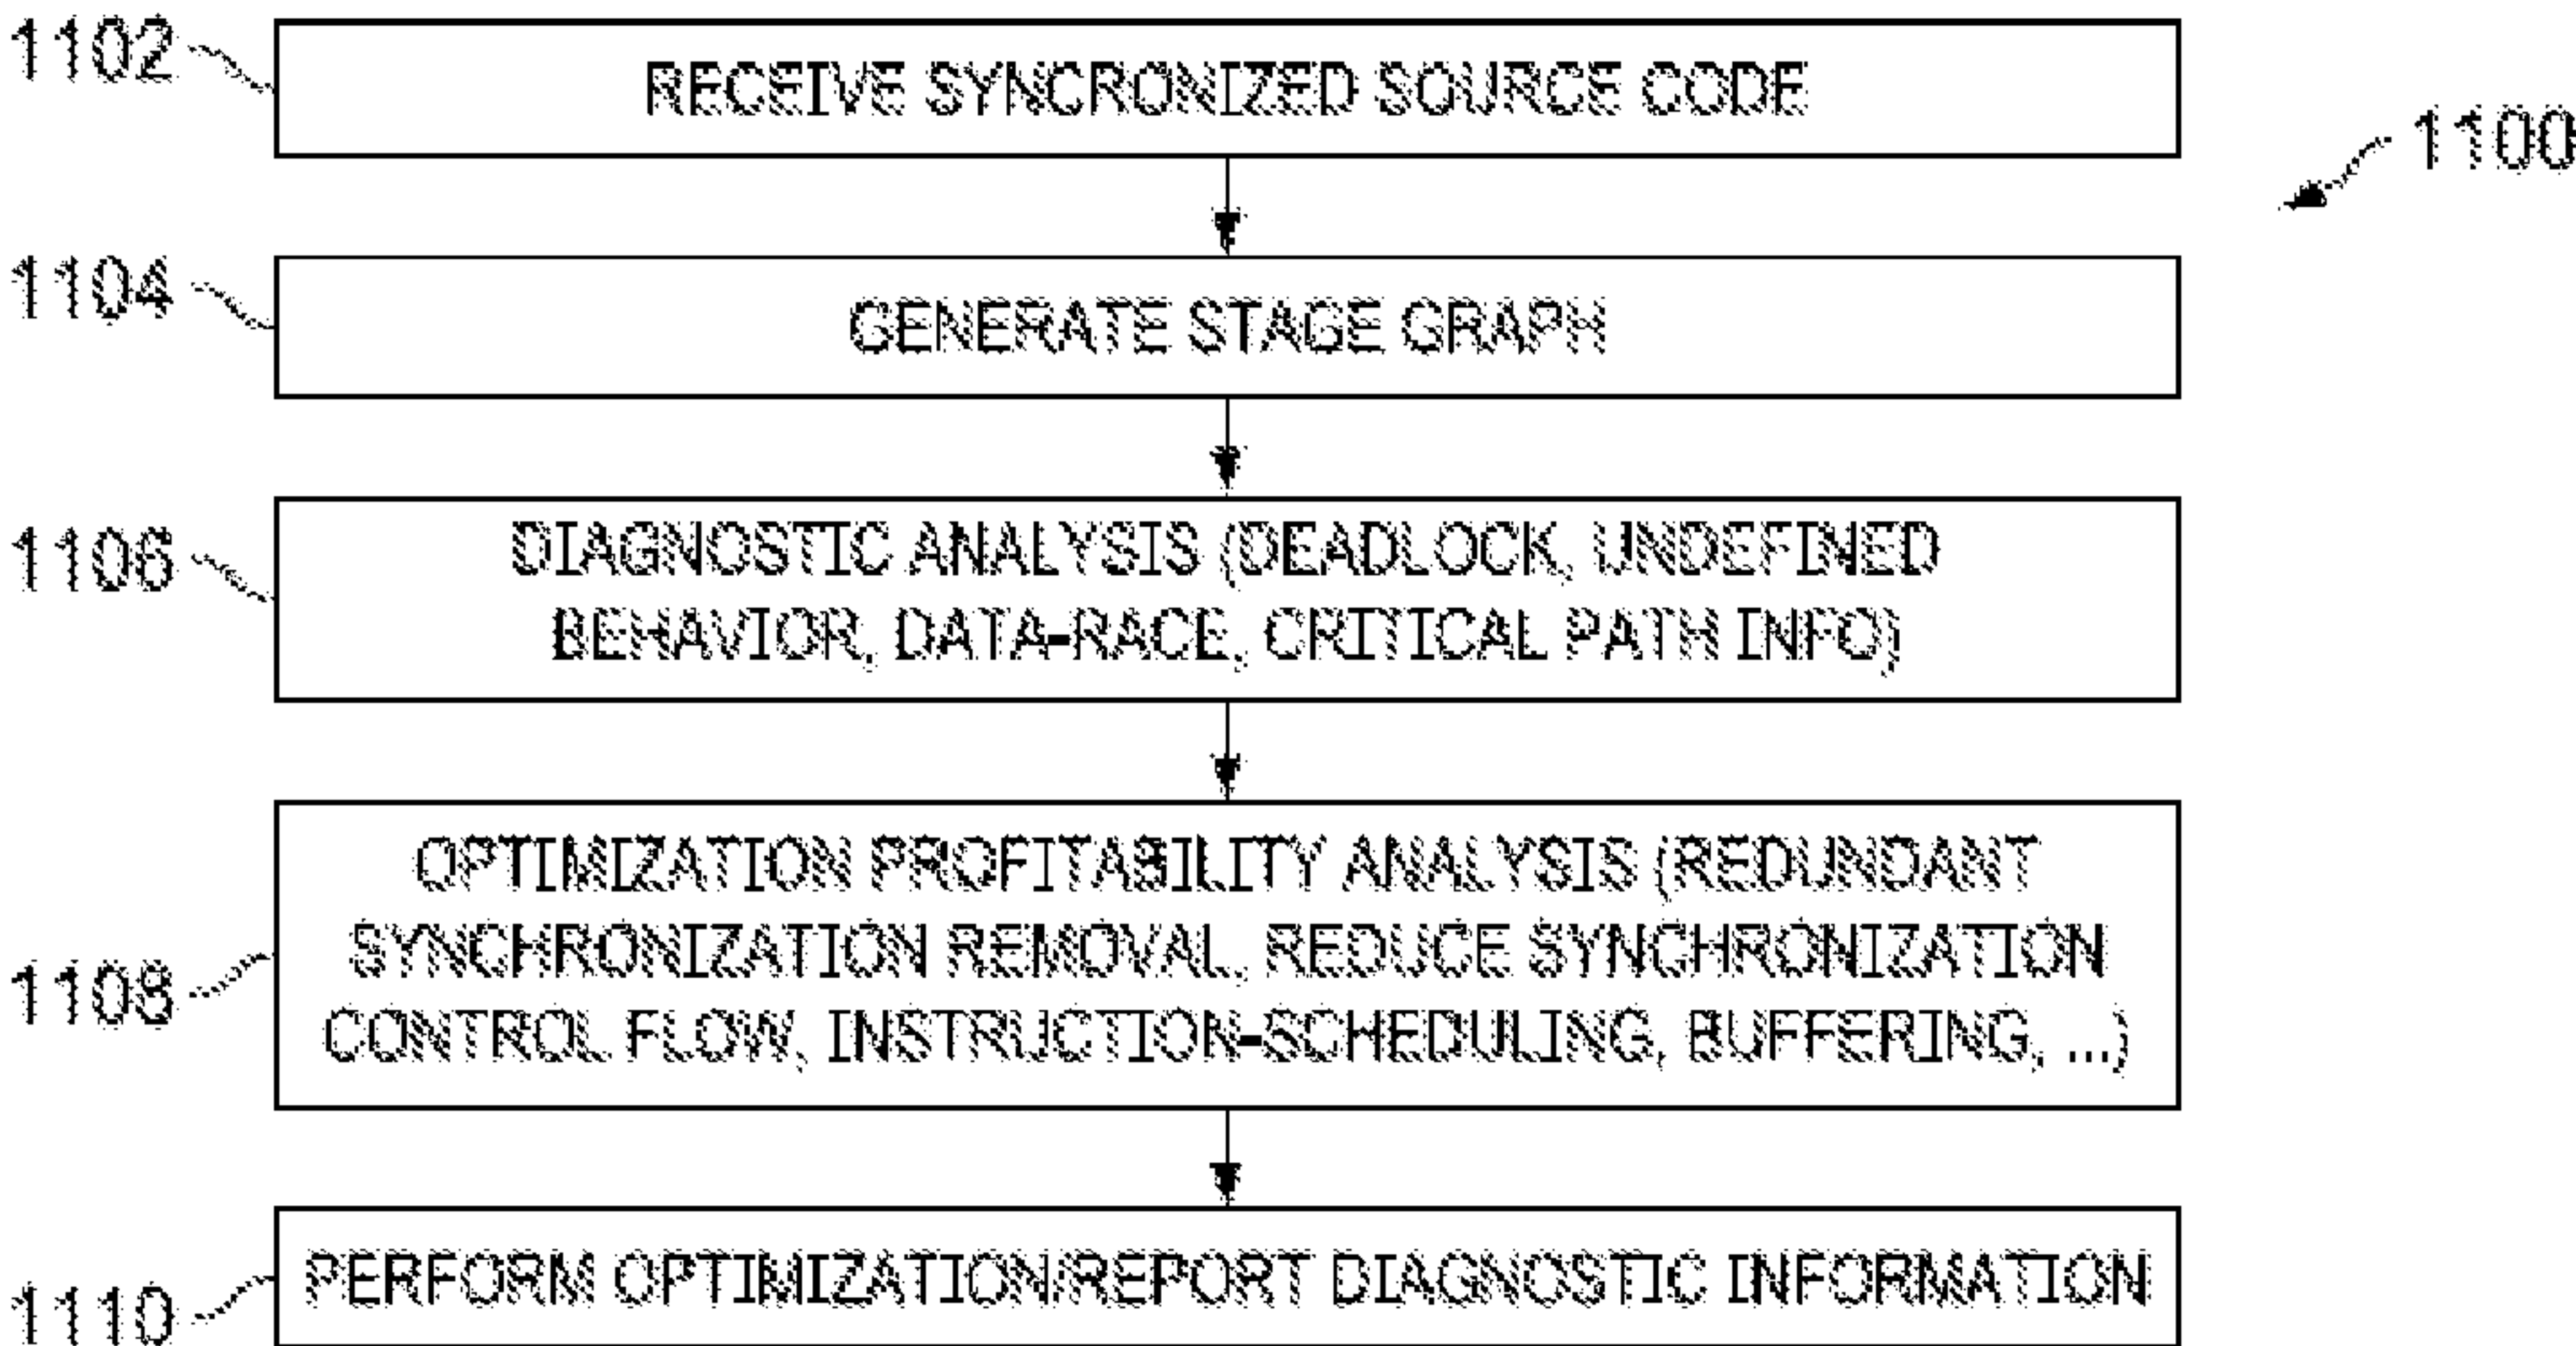 1102
RECEIVE SYNCRONIZED SOURCE CODE
1100
1104
GENERATE STAGE GRAPH
1106
DIAGNOSTIC ANALYSIS (DEADLOCK, UNDEFINED
BEHAVIOR, DATA-RACE, CRITICAL PATH INFO)
1108
OPTIMIZATION PROFITABILITY ANALYSIS (REDUNDANT
SYNCHRONIZATION REMOVAL, REDUCE SYNCHRONIZATION
CONTROL FLOW, INSTRUCTION-SCHEDULING, BUFFERING, ...)
1110
PERFORM OPTIMIZATION/REPORT DIAGNOSTIC INFORMATION